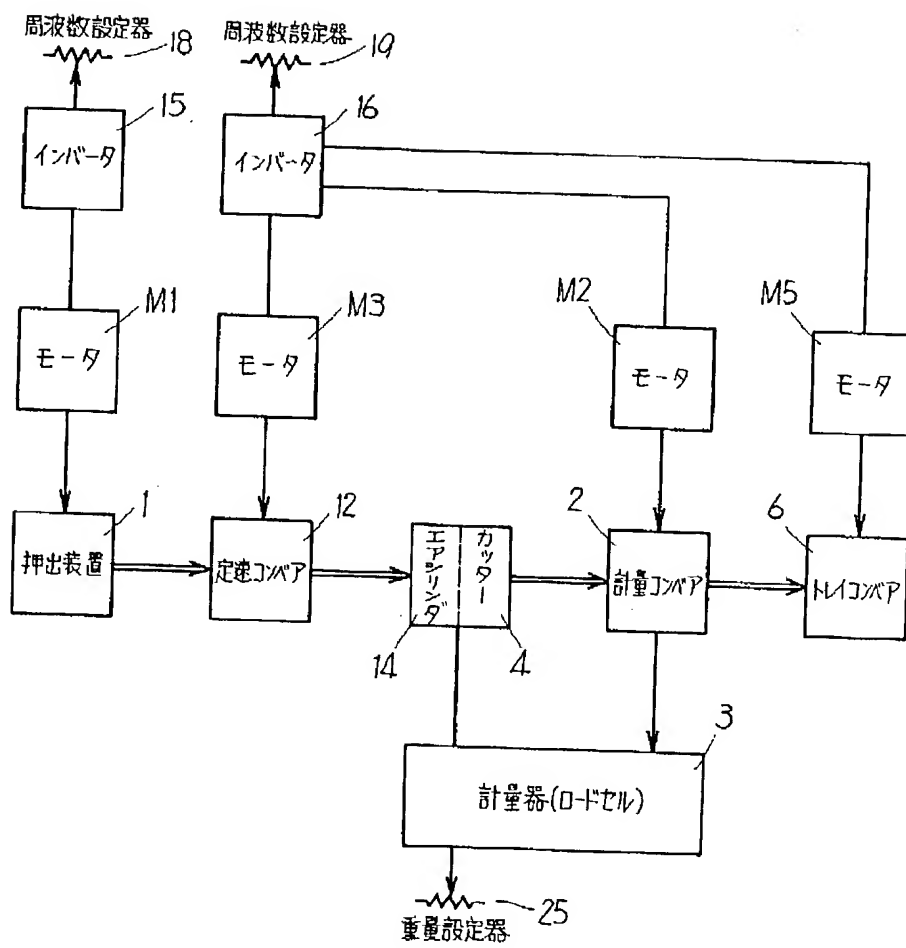 周波数設定器
18
周波数設定器
19
15
インバータ
16
インバータ
M1
モータ
M3
モータ
M2
モータ
M5
モータ
1
押出装置
12
定速コンベア
エアシリンダ
14
カッター
4
2
計量コンベア
6
トレイコンベア
3
計量器(ロードセル)
25
重量設定器